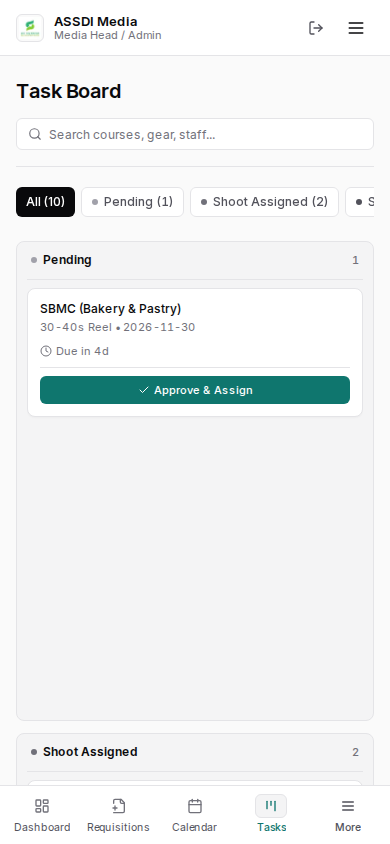 ASSDI Media
Media Head / Admin
Task Board
Search courses, gear, staff...
All (10)
Pending (1)
Shoot Assigned (2)
S
Pending
1
SBMC (Bakery & Pastry)
30-40s Reel • 2026-11-30
Due in 4d
Approve & Assign
Shoot Assigned
2
Dashboard
Requisitions
Calendar
Tasks
More